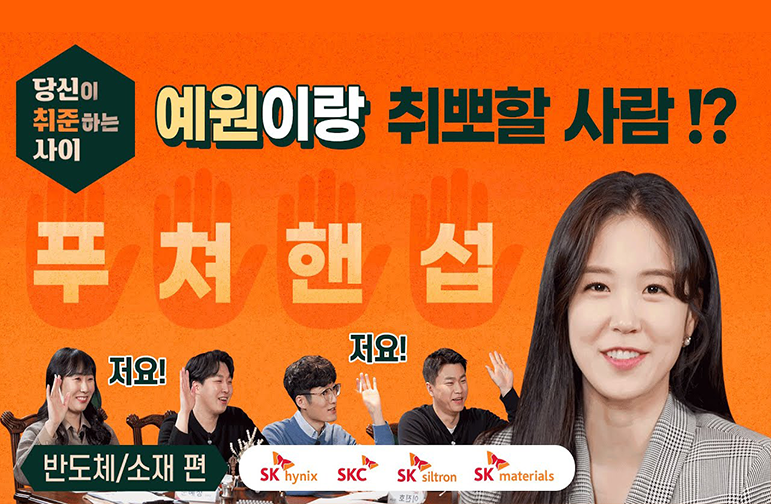 당신이
취준하는
사이
예원이랑 취뽀할 사람!?
푸쳐핸섭
저요!
저요!
반도체/소재 편
SK hynix
SKC
SK siltron
SK materials